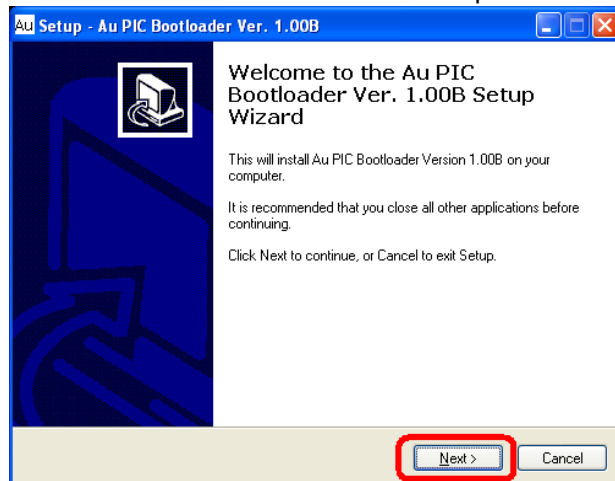 Au Setup - Au PIC Bootloader Ver. 1.00B
Welcome to the Au PIC
Bootloader Ver. 1.00B Setup
Wizard
This will install Au PIC Bootloader Version 1.00B on your
computer.
It is recommended that you close all other applications before
continuing.
Click Next to continue, or Cancel to exit Setup.
Next >
Cancel